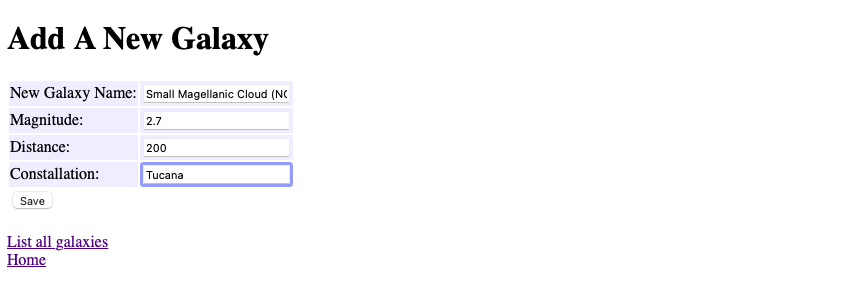 Add A New Galaxy
New Galaxy Name: Small Magellanic Cloud (NG
Magnitude: 2.7
Distance: 200
Constallation: Tucana
Save
List all galaxies
Home